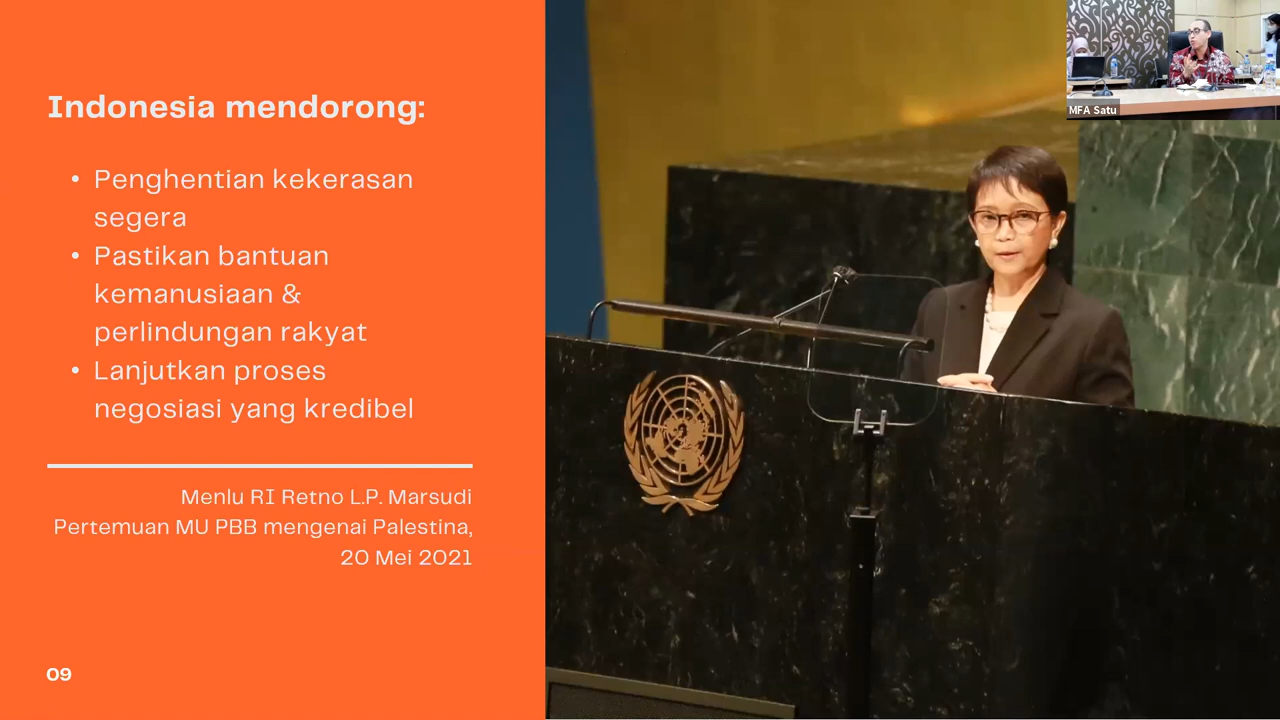 Indonesia mendorong:
• Penghentian kekerasan
segera
• Pastikan bantuan
kemanusiaan &
perlindungan rakyat
• Lanjutkan proses
negosiasi yang kredibel
Menlu RI Retno L.P. Marsudi
Pertemuan MU PBB mengenai Palestina,
20 Mei 2021
09
MFA Satu